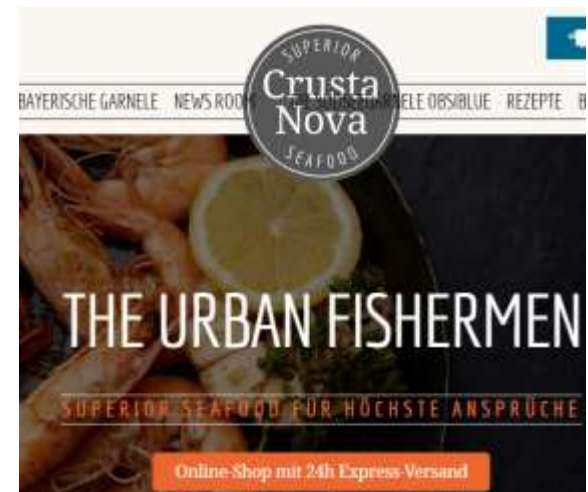 SUPERIOR
Crusta
Nova
SEAFOOD
BAYERISCHE GARNELE NEWS ROOM OBSIBLUE REZEPTE
THE URBAN FISHERMEN
SUPERIOR SEAFOOD FÜR HÖCHSTE ANSPRÜCHE
Online-Shop mit 24h Express-Versand